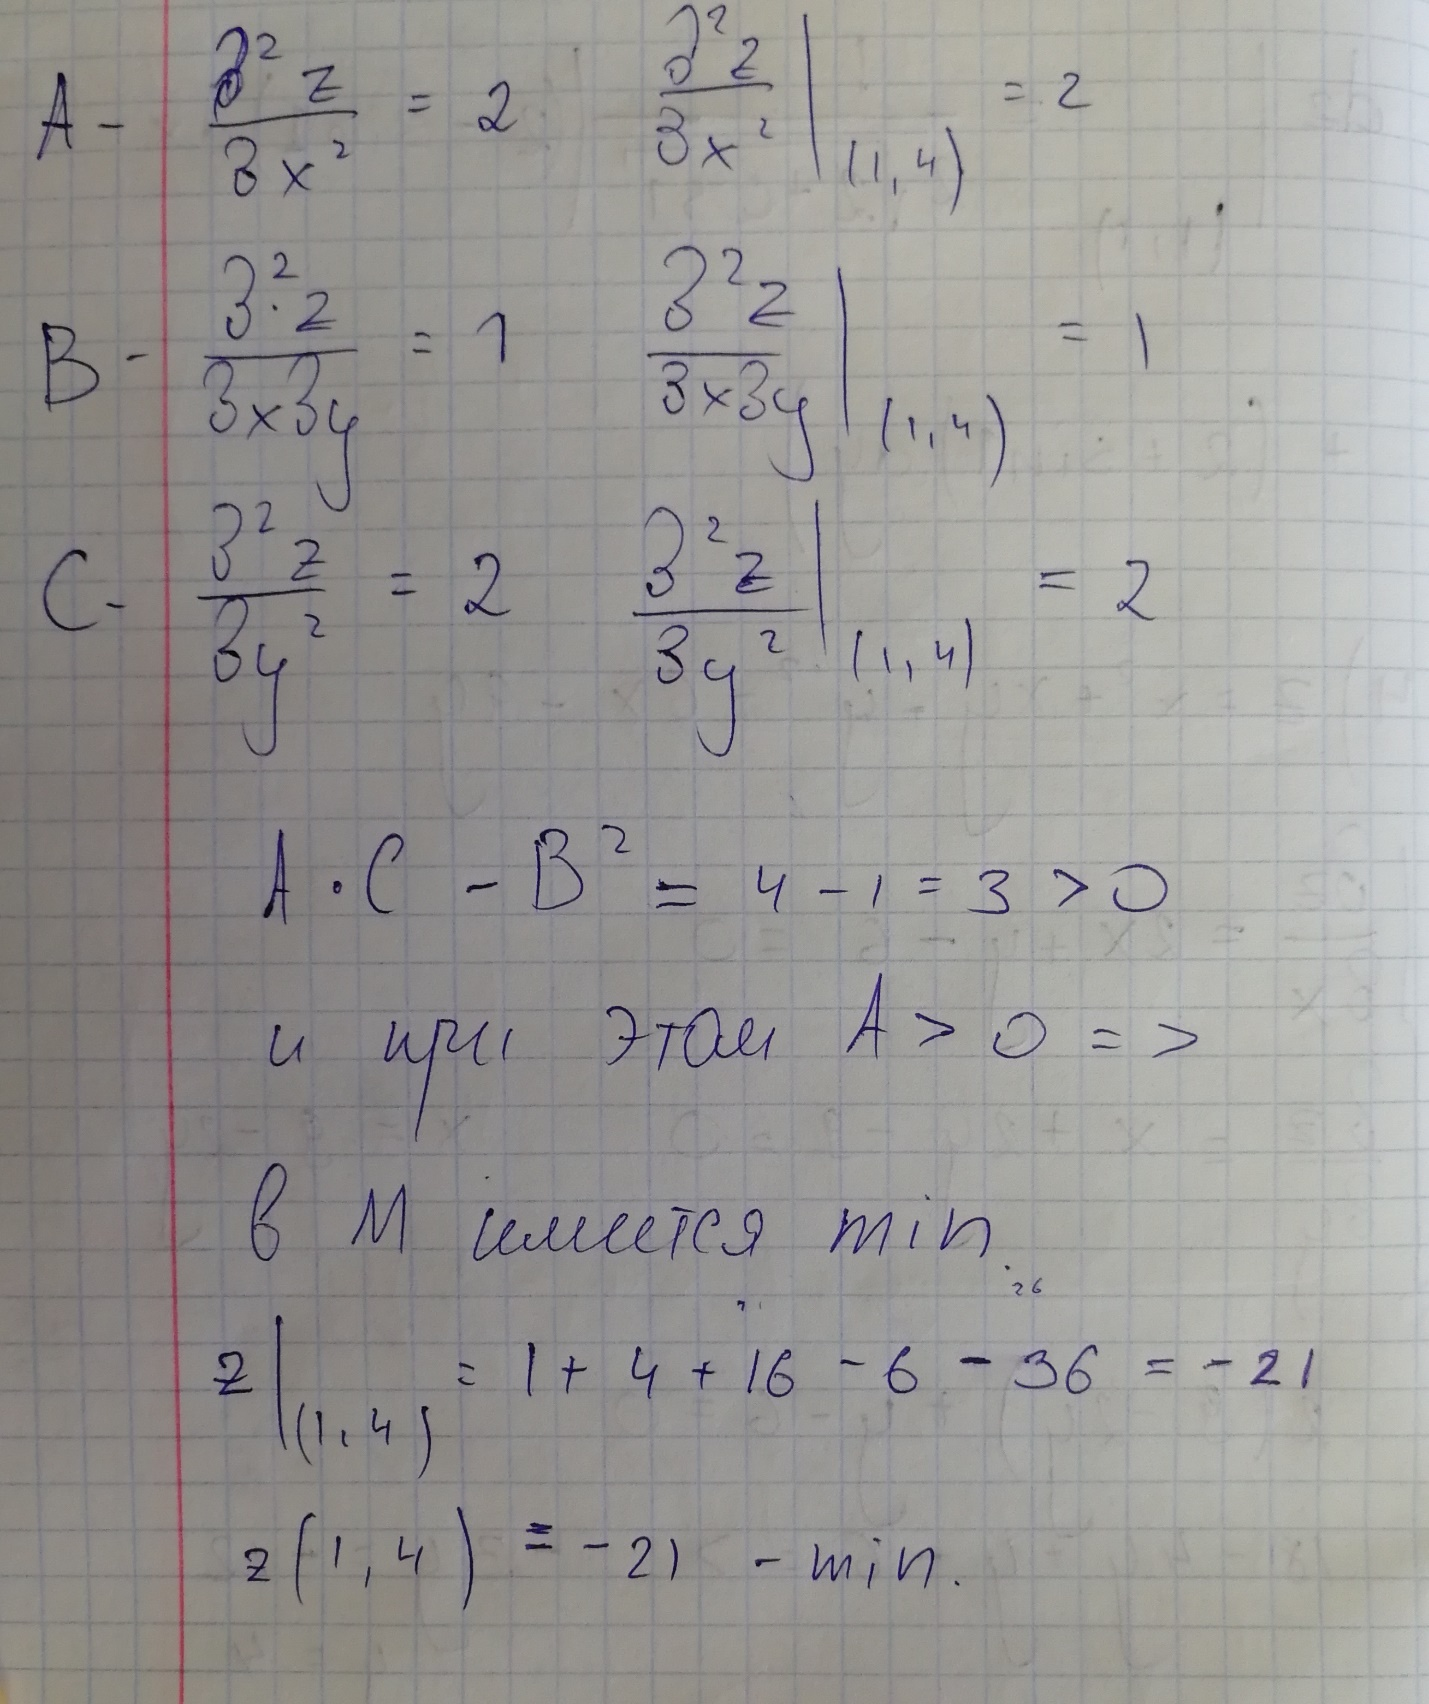 A - ∂²z/∂x² = 2 ∂²z/∂x² |(1,4) = 2
B - ∂²z/∂x∂y = 1 ∂²z/∂x∂y |(1,4) = 1
C - ∂²z/∂y² = 2 ∂²z/∂y² |(1,4) = 2
A · C - B² = 4 - 1 = 3 > 0
и при этом A > 0 =>
в M имеется min.
26
z|(1,4) = 1 + 4 + 16 - 6 - 36 = -21
z(1,4) = -21 - min.